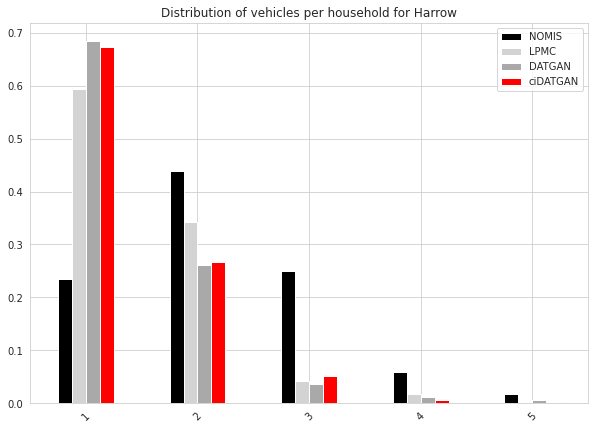 Distribution of vehicles per household for Harrow
NOMIS
LPMC
DATGAN
ciDATGAN
0.7
0.6
0.5
0.4
0.3
0.2
0.1
0.0
1
2
3
4
5